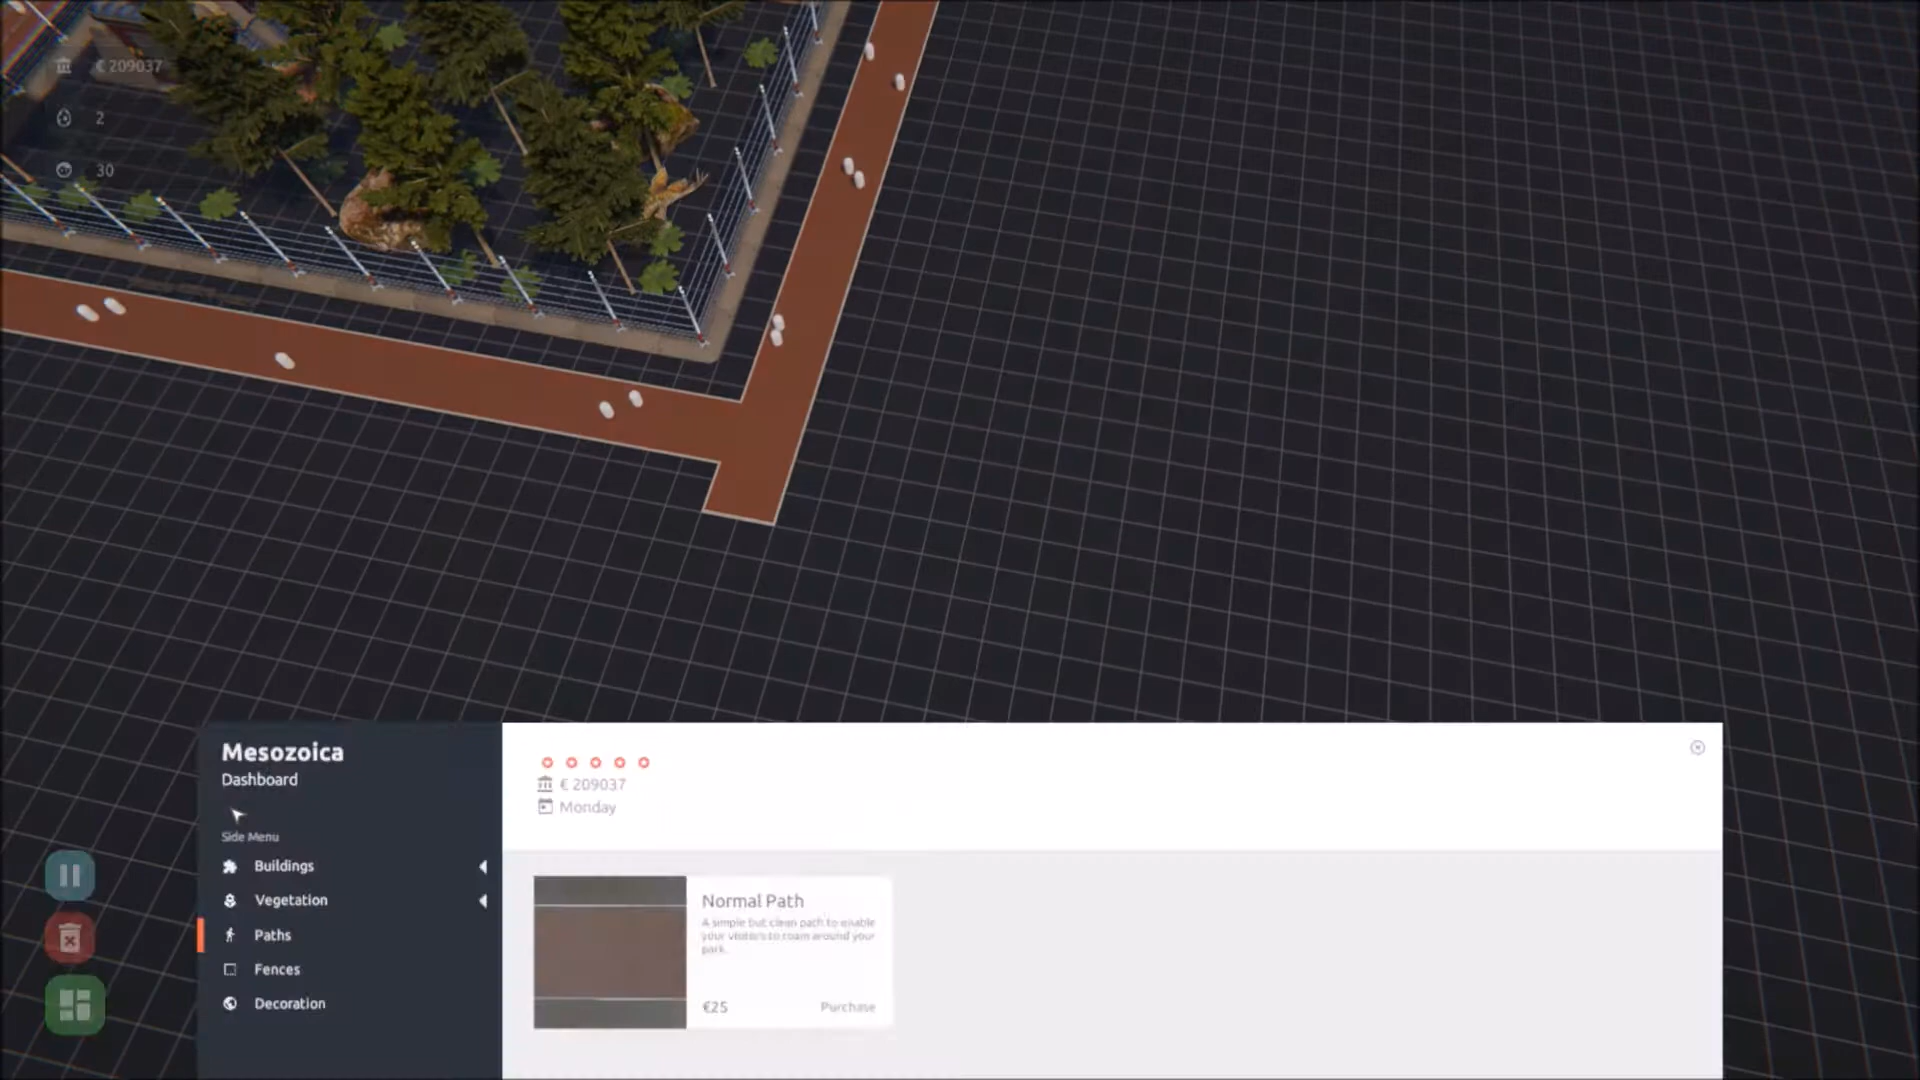 € 209037
2
30
Mesozoica
Dashboard
Side Menu
Buildings
Vegetation
Paths
Fences
Decoration
€ 209037
Monday
Normal Path
A simple but clean path to enable
your visitors to roam around your
park.
€25
Purchase